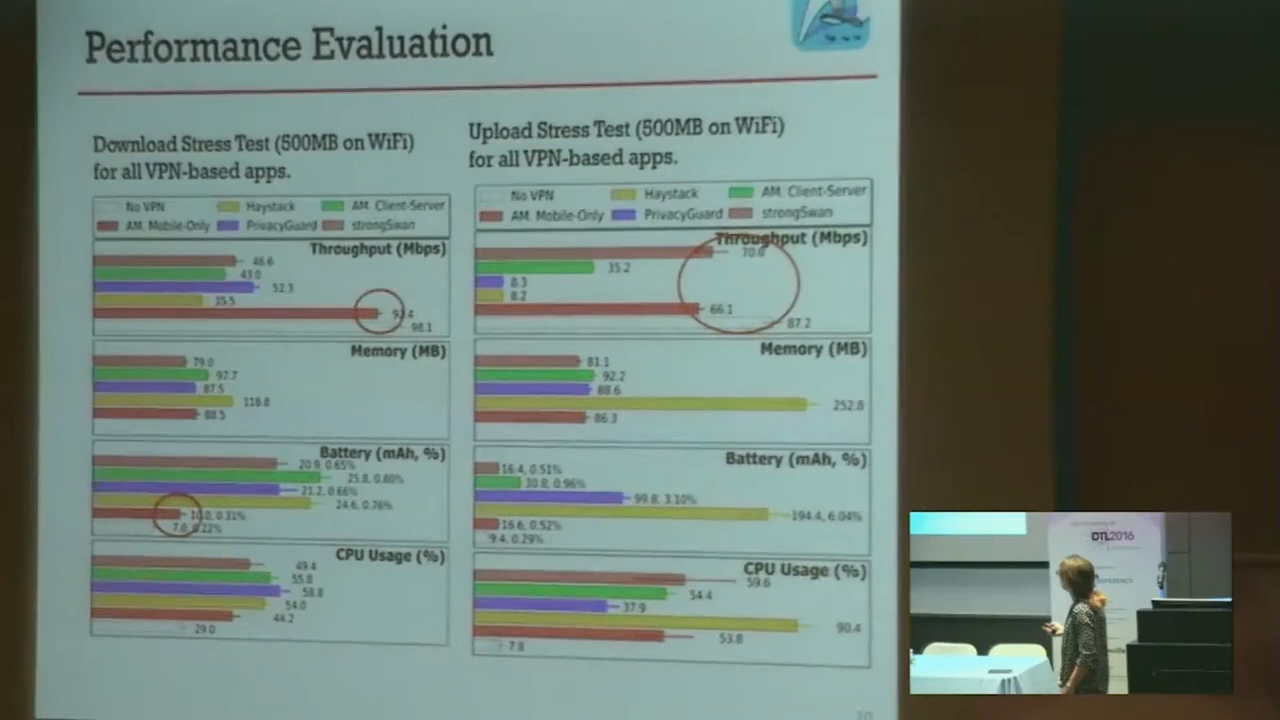 Performance Evaluation
Download Stress Test (500MB on WiFi)
for all VPN-based apps.
No VPN Haystack AM. Client-Server
AM. Mobile-Only PrivacyGuard strongSwan
Throughput (Mbps)
46.6
43.0
52.3
35.5
98.1
Memory (MB)
79.0
97.7
87.5
118.8
88.5
Battery (mAh, %)
20.9, 0.65%
25.8, 0.80%
21.2, 0.66%
24.6, 0.76%
10.0, 0.31%
CPU Usage (%)
49.4
55.8
58.8
54.0
44.2
29.0
Upload Stress Test (500MB on WiFi)
for all VPN-based apps.
No VPN Haystack AM. Client-Server
AM. Mobile-Only PrivacyGuard strongSwan
Throughput (Mbps)
70.0
35.2
8.3
8.2
66.1
87.2
Memory (MB)
81.1
92.2
88.6
252.8
86.3
Battery (mAh, %)
16.4, 0.51%
30.8, 0.96%
99.8, 3.10%
194.4, 6.04%
16.6, 0.52%
9.4, 0.29%
CPU Usage (%)
59.6
54.4
37.9
90.4
53.8
7.8
DTL2016